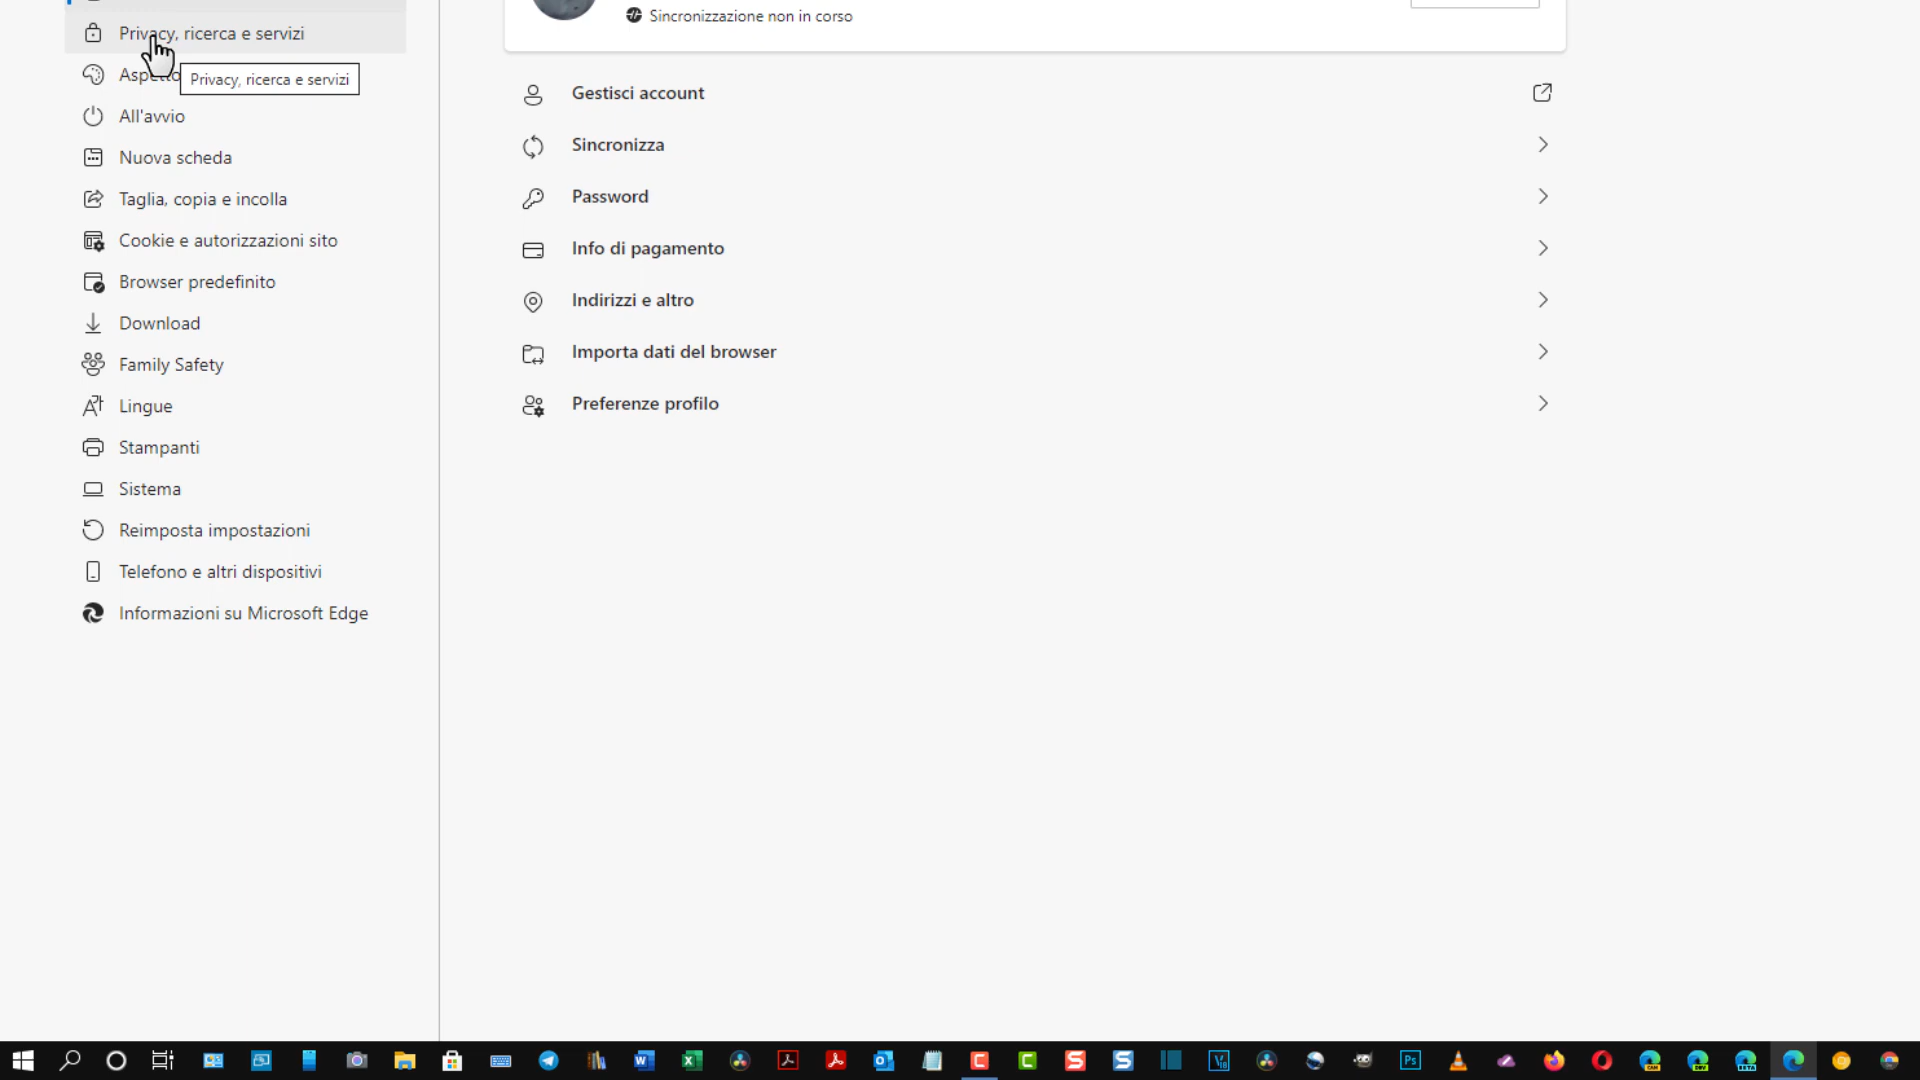 Privacy, ricerca e servizi
Aspetto
Privacy, ricerca e servizi
All'avvio
Nuova scheda
Taglia, copia e incolla
Cookie e autorizzazioni sito
Browser predefinito
Download
Family Safety
Lingue
Stampanti
Sistema
Reimposta impostazioni
Telefono e altri dispositivi
Informazioni su Microsoft Edge
Sincronizzazione non in corso
Gestisci account
Sincronizza
Password
Info di pagamento
Indirizzi e altro
Importa dati del browser
Preferenze profilo